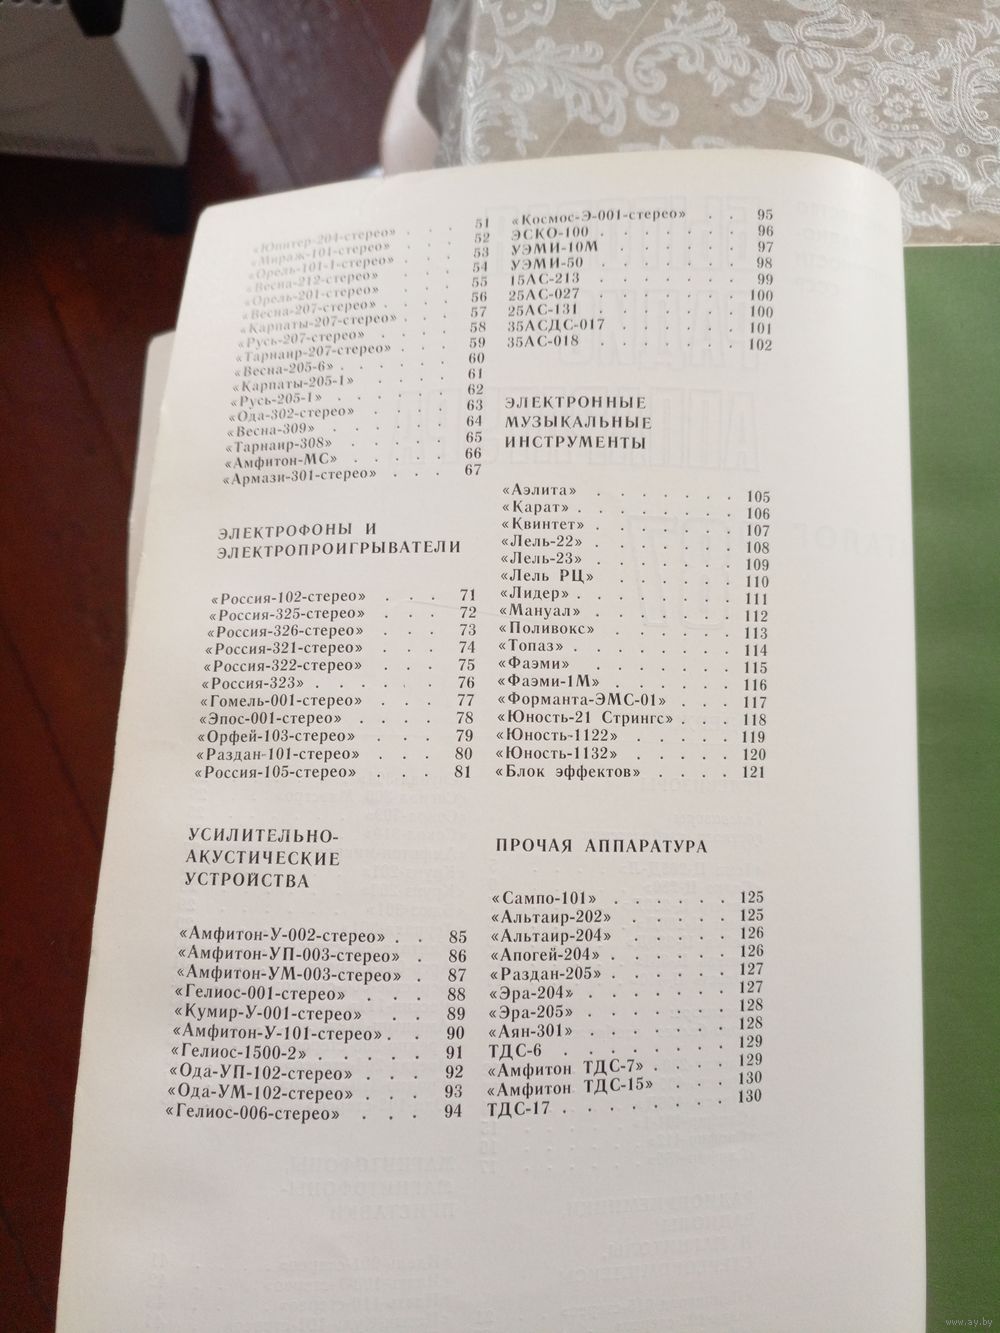 «Юпитер-204-стерео» . . . 51
«Мираж-101-стерео» . . . 52
«Орель-101-1-стерео» . . . 53
«Весна-212-стерео» . . . 54
«Орель-201-стерео» . . . 55
«Весна-207-стерео» . . . 56
«Карпаты-207-стерео» . . . 57
«Русь-207-стерео» . . . . 58
«Тарнаир-207-стерео» . . . 59
«Весна-205-6» . . . . . 60
«Карпаты-205-1» . . . . 61
«Русь-205-1» . . . . . 62
«Ода-302-стерео» . . . . 63
«Весна-309» . . . . . 64
«Тарнаир-308» . . . . . 65
«Амфитон-МС» . . . . . 66
«Армази-301-стерео» . . . 67
ЭЛЕКТРОФОНЫ И
ЭЛЕКТРОПРОИГРЫВАТЕЛИ
«Россия-102-стерео» . . . 71
«Россия-325-стерео» . . . 72
«Россия-326-стерео» . . . 73
«Россия-321-стерео» . . . 74
«Россия-322-стерео» . . . 75
«Россия-323» . . . . . 76
«Гомель-001-стерео» . . . 77
«Эпос-001-стерео» . . . . 78
«Орфей-103-стерео» . . . 79
«Раздан-101-стерео» . . . 80
«Россия-105-стерео» . . . 81
УСИЛИТЕЛЬНО-
АКУСТИЧЕСКИЕ
УСТРОЙСТВА
«Амфитон-У-002-стерео» . . 85
«Амфитон-УП-003-стерео» . 86
«Амфитон-УМ-003-стерео» . 87
«Гелиос-001-стерео» . . . 88
«Кумир-У-001-стерео» . . 89
«Амфитон-У-101-стерео» . . 90
«Гелиос-1500-2» . . . . . 91
«Ода-УП-102-стерео» . . . 92
«Ода-УМ-102-стерео» . . . 93
«Гелиос-006-стерео» . . . 94
«Космос-Э-001-стерео» . . 95
ЭСКО-100 . . . . . . . 96
УЭМИ-10М . . . . . . 97
УЭМИ-50 . . . . . . . 98
15АС-213 . . . . . . . 99
25АС-027 . . . . . . . 100
25АС-131 . . . . . . . 100
35АСДС-017 . . . . . . 101
35АС-018 . . . . . . . 102
ЭЛЕКТРОННЫЕ
МУЗЫКАЛЬНЫЕ
ИНСТРУМЕНТЫ
«Аэлита» . . . . . . . 105
«Карат» . . . . . . . . 106
«Квинтет» . . . . . . . 107
«Лель-22» . . . . . . . 108
«Лель-23» . . . . . . . 109
«Лель РЦ» . . . . . . 110
«Лидер» . . . . . . . . 111
«Мануал» . . . . . . . 112
«Поливокс» . . . . . . 113
«Топаз» . . . . . . . . 114
«Фаэми» . . . . . . . 115
«Фаэми-1М» . . . . . . 116
«Форманта-ЭМС-01» . . . 117
«Юность-21 Стрингс» . . . 118
«Юность-1122» . . . . . 119
«Юность-1132» . . . . . . 120
«Блок эффектов» . . . . 121
ПРОЧАЯ АППАРАТУРА
«Сампо-101» . . . . . . 125
«Альтаир-202» . . . . . 125
«Альтаир-204» . . . . . 126
«Апогей-204» . . . . . . 126
«Раздан-205» . . . . . . 127
«Эра-204» . . . . . . . 127
«Эра-205» . . . . . . . 128
«Аян-301» . . . . . . . 128
ТДС-6 . . . . . . . . 129
«Амфитон ТДС-7» . . . . 129
«Амфитон ТДС-15» . . . . 130
ТДС-17 . . . . . . . . 130
www.ay.by